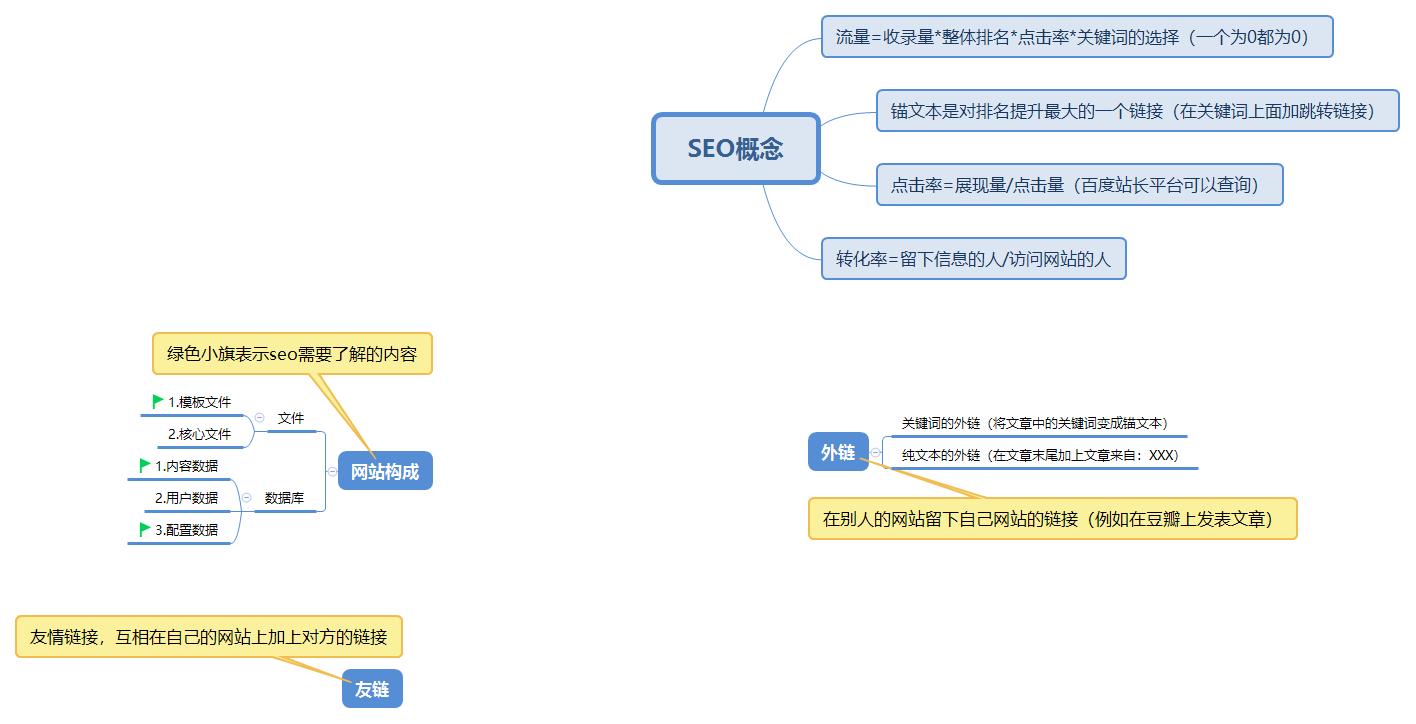 SEO概念
流量=收录量*整体排名*点击率*关键词的选择（一个为0都为0）
锚文本是对排名提升最大的一个链接（在关键词上面加跳转链接）
点击率=展现量/点击量（百度站长平台可以查询）
转化率=留下信息的人/访问网站的人
绿色小旗表示seo需要了解的内容
网站构成
文件
1.模板文件
2.核心文件
数据库
1.内容数据
2.用户数据
3.配置数据
外链
关键词的外链（将文章中的关键词变成锚文本）
纯文本的外链（在文章末尾加上文章来自：XXX）
在别人的网站留下自己网站的链接（例如在豆瓣上发表文章）
友情链接，互相在自己的网站上加上对方的链接
友链